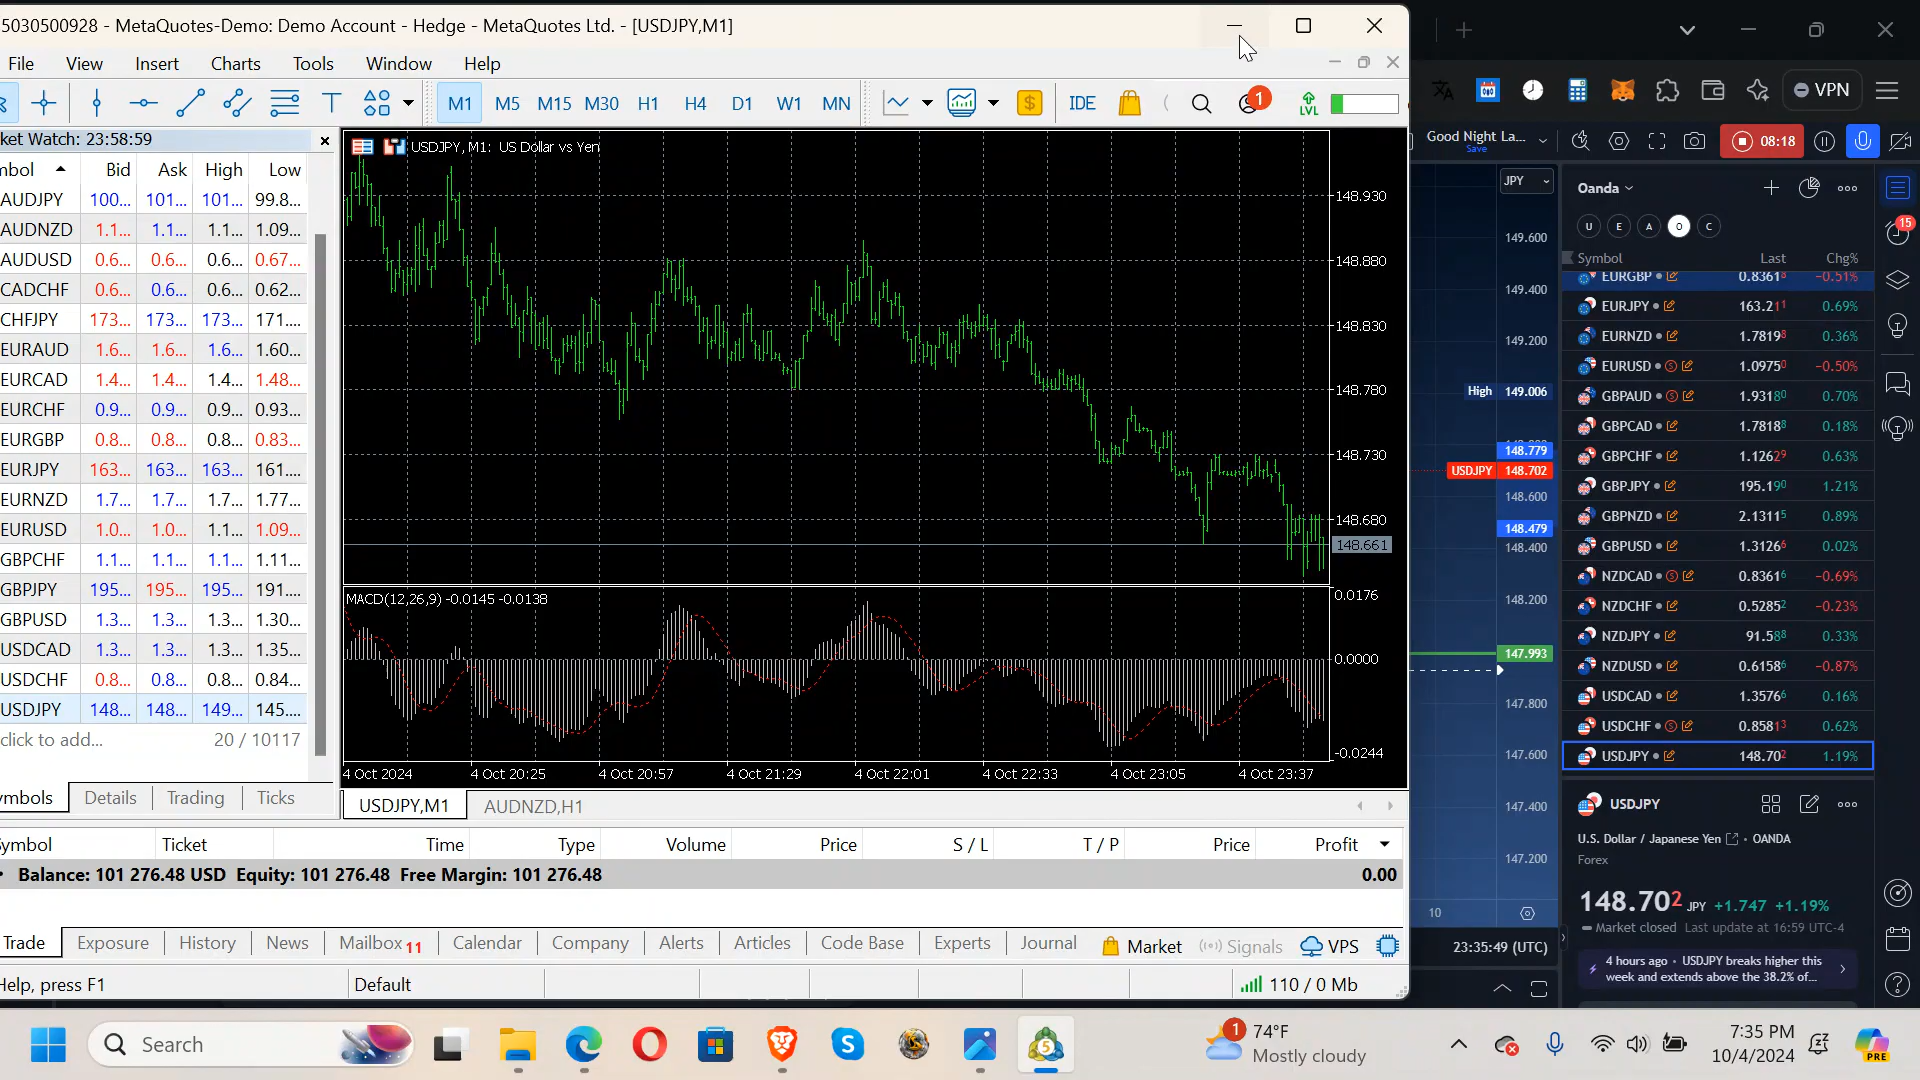 5030500928 - MetaQuotes-Demo: Demo Account - Hedge - MetaQuotes Ltd. - [USDJPY,M1]
File View Insert Charts Tools Window Help
M1 M5 M15 M30 H1 H4 D1 W1 MN IDE 1 LVL
VPN
ket Watch: 23:58:59
mbol Bid Ask High Low
AUDJPY 100... 101... 101... 99.8...
AUDNZD 1.1... 1.1... 1.1... 1.09...
AUDUSD 0.6... 0.6... 0.6... 0.67...
CADCHF 0.6... 0.6... 0.6... 0.62...
CHFJPY 173... 173... 173... 171....
EURAUD 1.6... 1.6... 1.6... 1.60...
EURCAD 1.4... 1.4... 1.4... 1.48...
EURCHF 0.9... 0.9... 0.9... 0.93...
EURGBP 0.8... 0.8... 0.8... 0.83...
EURJPY 163... 163... 163... 161....
EURNZD 1.7... 1.7... 1.7... 1.77...
EURUSD 1.0... 1.0... 1.1... 1.09...
GBPCHF 1.1... 1.1... 1.1... 1.11...
GBPJPY 195... 195... 195... 191....
GBPUSD 1.3... 1.3... 1.3... 1.30...
USDCAD 1.3... 1.3... 1.3... 1.35...
USDCHF 0.8... 0.8... 0.8... 0.84...
USDJPY 148... 148... 149... 145....
click to add... 20 / 10117
ymbols Details Trading Ticks
USDJPY, M1: US Dollar vs Yen
148.930
148.880
148.830
148.780
148.730
148.680
148.661
MACD(12,26,9) -0.0145 -0.0138
0.0176
0.0000
-0.0244
4 Oct 2024 4 Oct 20:25 4 Oct 20:57 4 Oct 21:29 4 Oct 22:01 4 Oct 22:33 4 Oct 23:05 4 Oct 23:37
USDJPY,M1 AUDNZD,H1
Symbol Ticket Time Type Volume Price S / L T / P Price Profit
Balance: 101 276.48 USD Equity: 101 276.48 Free Margin: 101 276.48 0.00
Trade Exposure History News Mailbox 11 Calendar Company Alerts Articles Code Base Experts Journal Market Signals VPS
Help, press F1 Default 110 / 0 Mb
Good Night La...
Save
08:18
JPY
149.600
149.400
149.200
High 149.006
148.779
USDJPY 148.702
148.600
148.479
148.400
148.200
147.993
147.800
147.600
147.400
147.200
10
23:35:49 (UTC)
Oanda
U E A O C
15
Symbol Last Chg%
EURGBP 0.83618 -0.51%
EURJPY 163.211 0.69%
EURNZD 1.78198 0.36%
EURUSD S 1.09750 -0.50%
GBPAUD S 1.93180 0.70%
GBPCAD 1.78188 0.18%
GBPCHF 1.12629 0.63%
GBPJPY 195.190 1.21%
GBPNZD 2.13115 0.89%
GBPUSD 1.31266 0.02%
NZDCAD S 0.83616 -0.69%
NZDCHF 0.52852 -0.23%
NZDJPY 91.588 0.33%
NZDUSD 0.61586 -0.87%
USDCAD 1.35766 0.16%
USDCHF S 0.85813 0.62%
USDJPY 148.702 1.19%
USDJPY
U.S. Dollar / Japanese Yen • OANDA
Forex
148.702 JPY +1.747 +1.19%
Market closed Last update at 16:59 UTC-4
4 hours ago • USDJPY breaks higher this
week and extends above the 38.2% of...
Search
5
1
74°F
Mostly cloudy
7:35 PM
10/4/2024
PRE